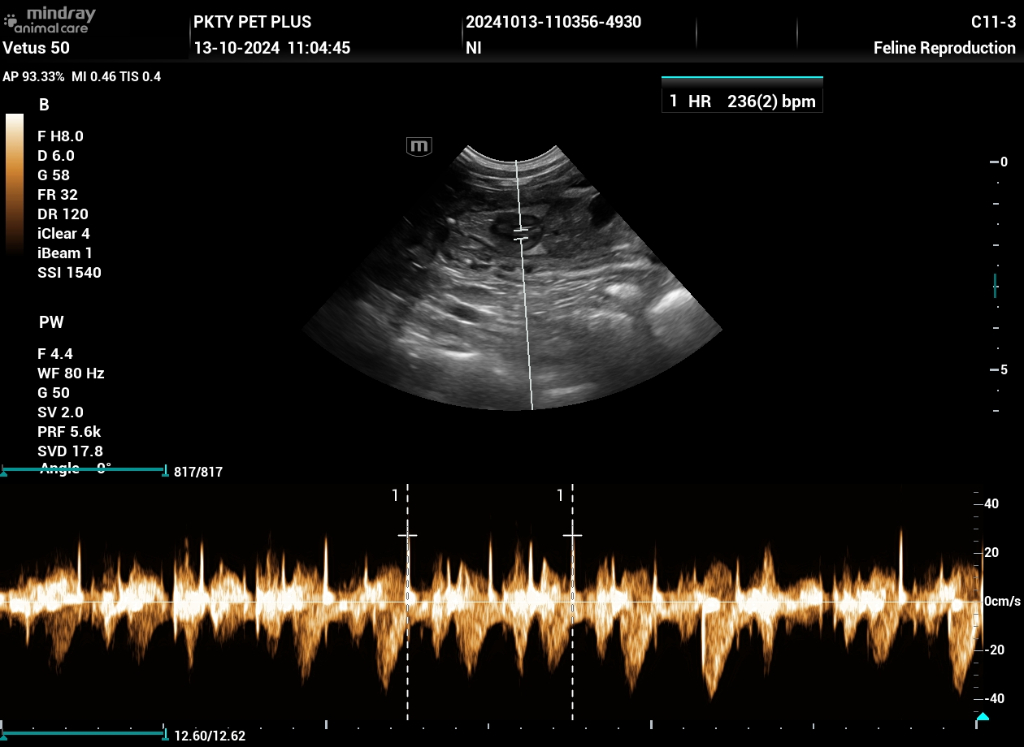 mindray
animal care
PKTY PET PLUS
20241013-110356-4930
C11-3
Vetus 50
13-10-2024 11:04:45
NI
Feline Reproduction
AP 93.33% MI 0.46 TIS 0.4
1 HR 236(2) bpm
B
F H8.0
D 6.0
G 58
FR 32
DR 120
iClear 4
iBeam 1
SSI 1540
m
0
5
PW
F 4.4
WF 80 Hz
G 50
SV 2.0
PRF 5.6k
SVD 17.8
Angle 0°
817/817
1
1
40
20
0cm/s
-20
-40
12.60/12.62